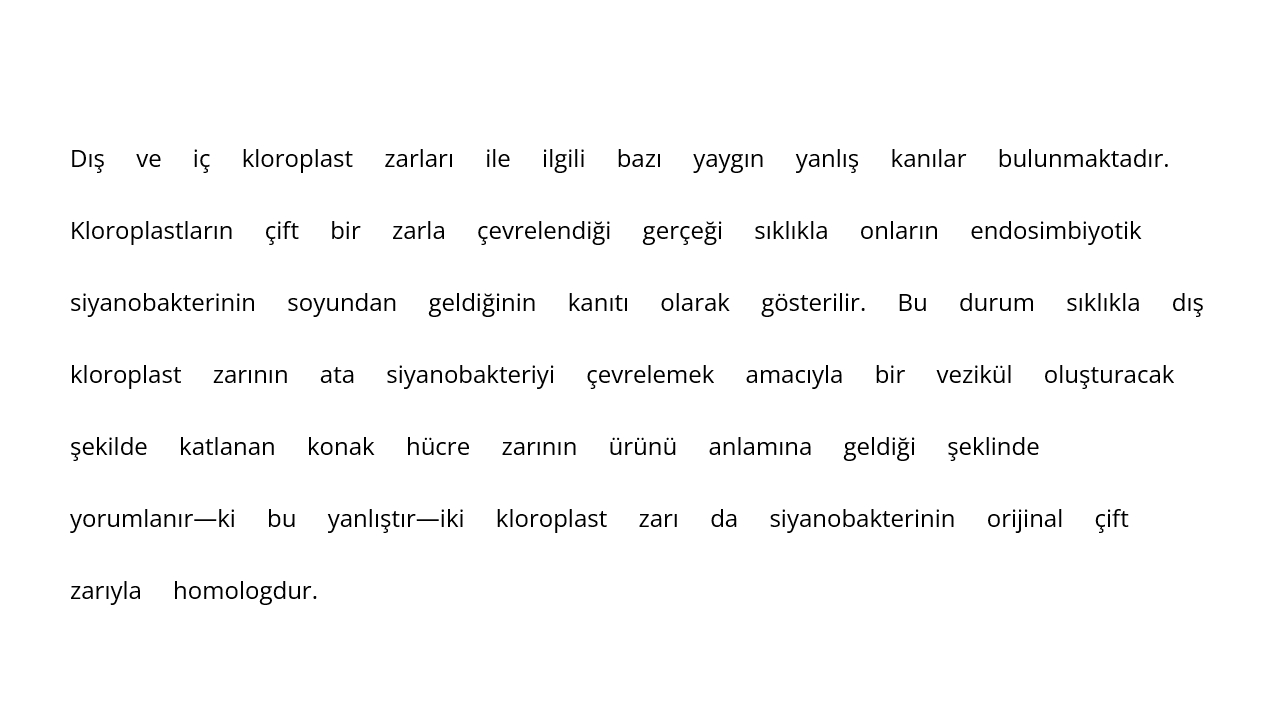 Dış ve iç kloroplast zarları ile ilgili bazı yaygın yanlış kanılar bulunmaktadır.
Kloroplastların çift bir zarla çevrelendiği gerçeği sıklıkla onların endosimbiyotik
siyanobakterinin soyundan geldiğinin kanıtı olarak gösterilir. Bu durum sıklıkla dış
kloroplast zarının ata siyanobakteriyi çevrelemek amacıyla bir vezikül oluşturacak
şekilde katlanan konak hücre zarının ürünü anlamına geldiği şeklinde
yorumlanır—ki bu yanlıştır—iki kloroplast zarı da siyanobakterinin orijinal çift
zarıyla homologdur.